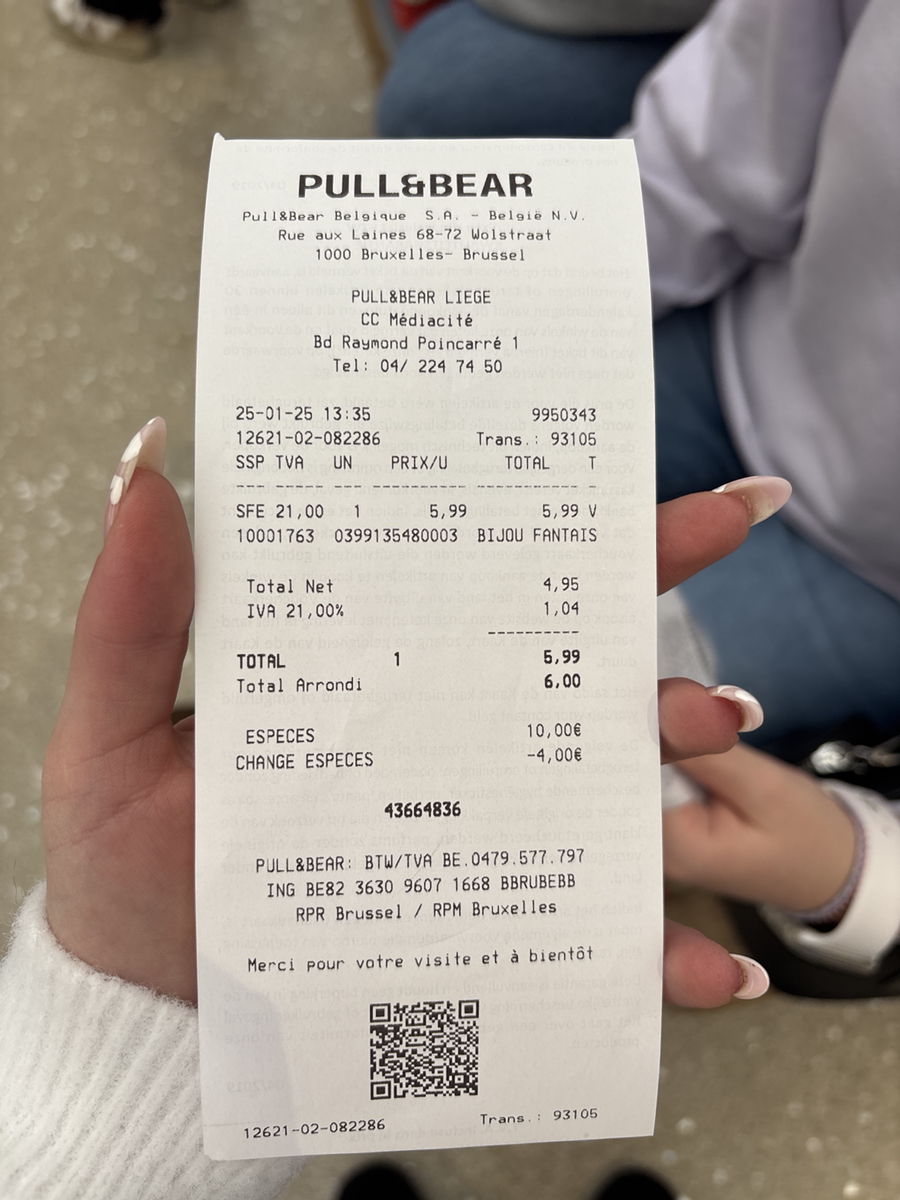 PULL&BEAR
Pull&Bear Belgique S.A. - België N.V.
Rue aux Laines 68-72 Wolstraat
1000 Bruxelles- Brussel
PULL&BEAR LIEGE
CC Médiacité
Bd Raymond Poincarré 1
Tel: 04/ 224 74 50
25-01-25 13:35 9950343
12621-02-082286 Trans.: 93105
SSP TVA UN PRIX/U TOTAL T
SFE 21,00 1 5,99 5,99 V
10001763 0399135480003 BIJOU FANTAIS
Total Net 4,95
IVA 21,00% 1,04
TOTAL 1 5,99
Total Arrondi 6,00
ESPECES 10,00€
CHANGE ESPECES -4,00€
43664836
PULL&BEAR: BTW/TVA BE.0479.577.797
ING BE82 3630 9607 1668 BBRUBEBB
RPR Brussel / RPM Bruxelles
Merci pour votre visite et à bientôt
12621-02-082286 Trans.: 93105